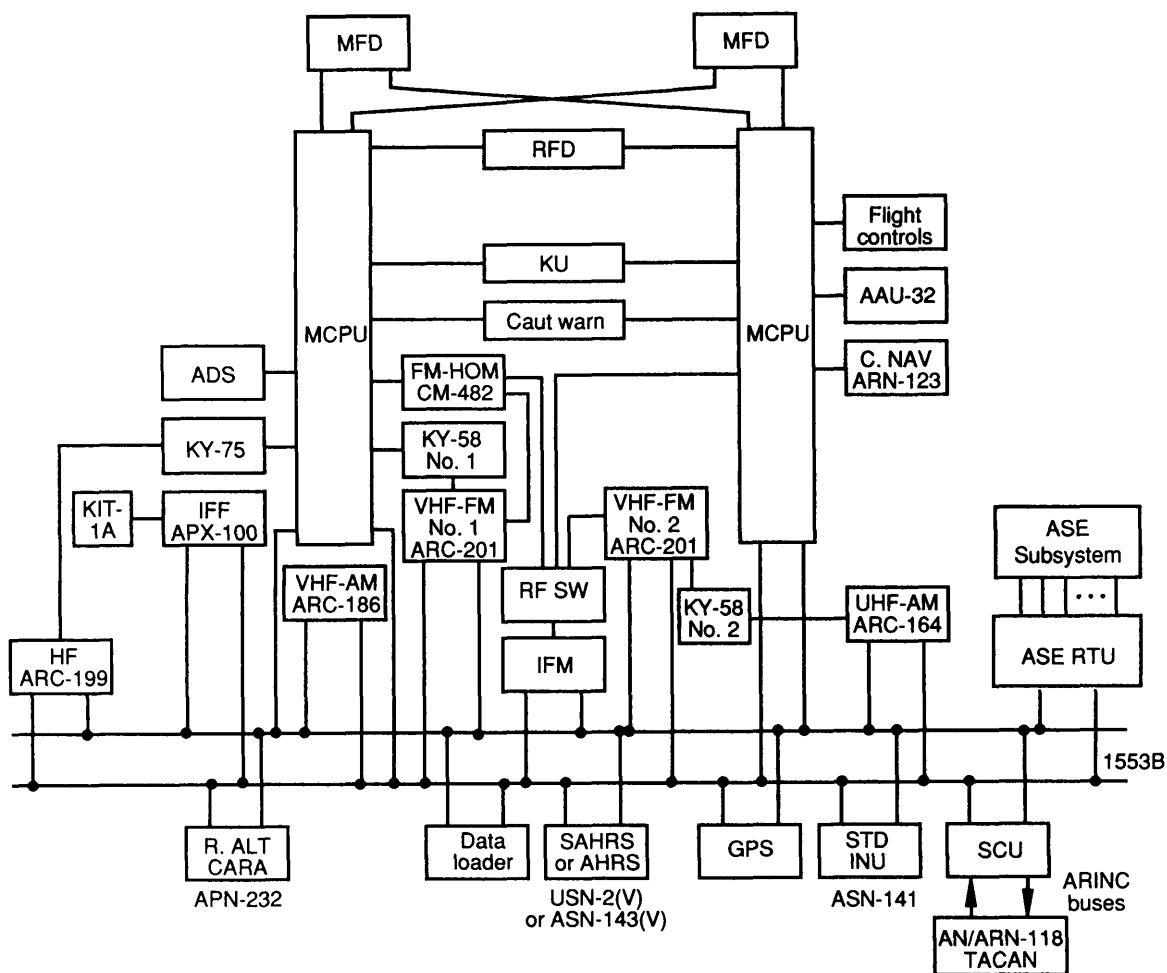 MFD
MFD
RFD
Flight
controls
KU
AAU-32
Caut warn
MCPU
MCPU
ADS
FM-HOM
CM-482
C. NAV
ARN-123
KY-75
KY-58
No. 1
KIT-
1A
IFF
APX-100
VHF-FM
No. 1
ARC-201
VHF-FM
No. 2
ARC-201
ASE
Subsystem
VHF-AM
ARC-186
RF SW
KY-58
No. 2
UHF-AM
ARC-164
HF
ARC-199
IFM
ASE RTU
1553B
R. ALT
CARA
APN-232
Data
loader
SAHRS
or AHRS
USN-2(V)
or ASN-143(V)
GPS
STD
INU
ASN-141
SCU
ARINC
buses
AN/ARN-118
TACAN